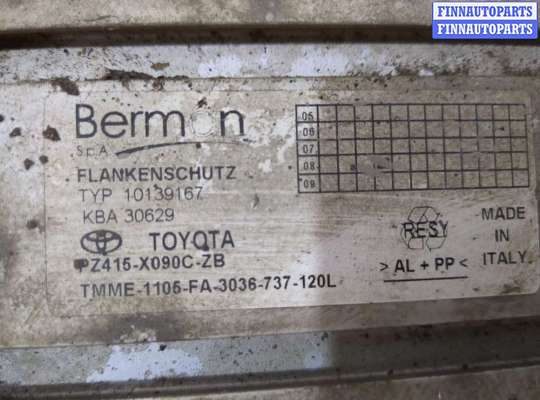 FINNAUTOPARTS
FINNAUTOPARTS
Berman
S.p.A.
FLANKENSCHUTZ
TYP 10139167
KBA 30629
TOYOTA
PZ415-X090C-ZB
TMME-1105-FA-3036-737-120L
05
06
07
08
09
RESY
> AL + PP <
MADE
IN
ITALY